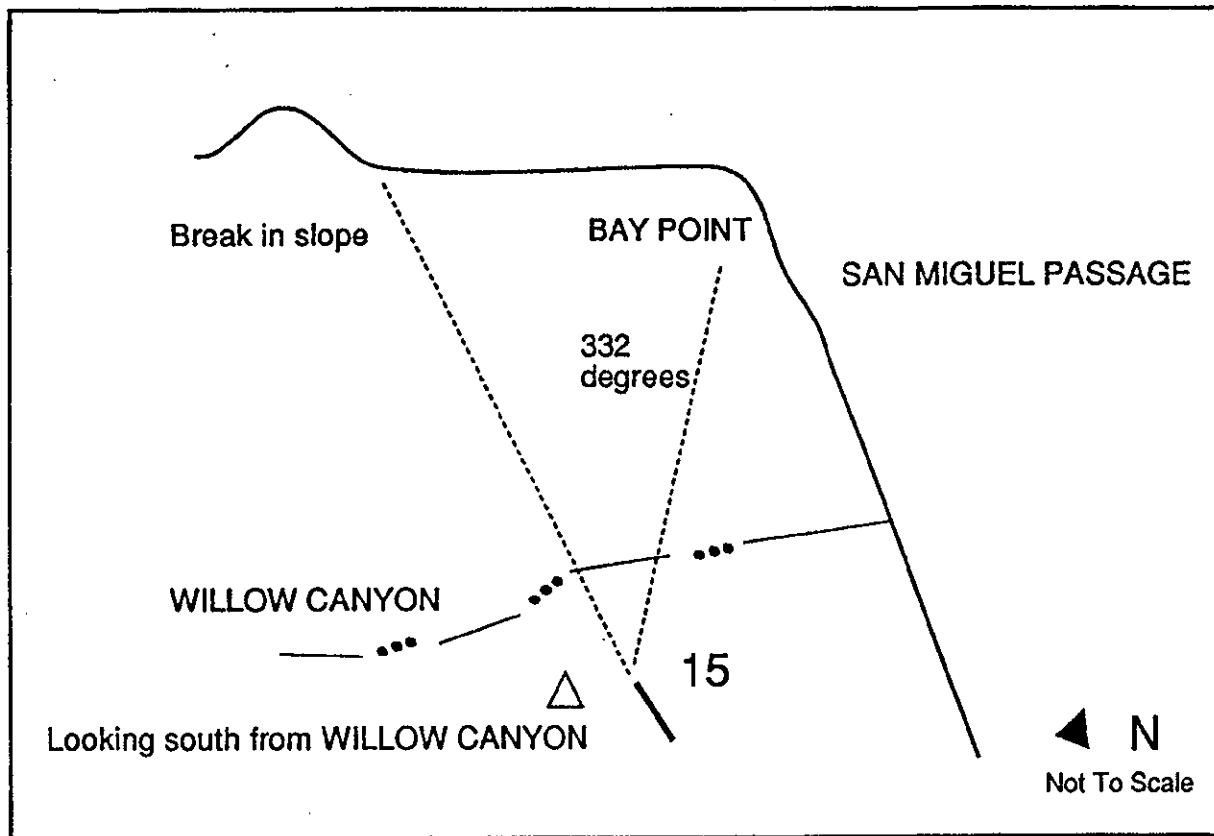 Break in slope
BAY POINT
SAN MIGUEL PASSAGE
332
degrees
WILLOW CANYON
15
Looking south from WILLOW CANYON
N
Not To Scale